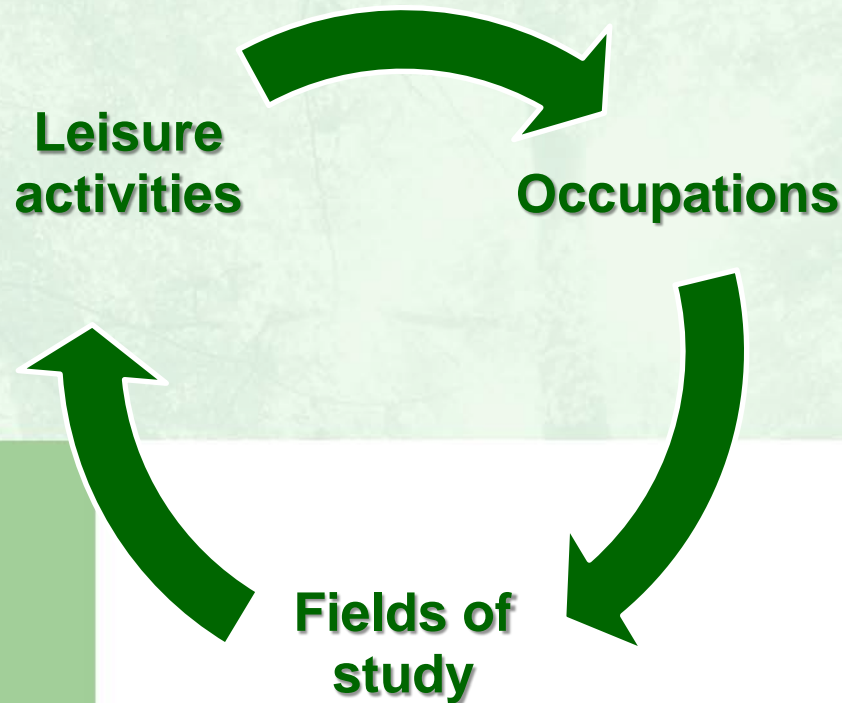 Leisure
activities
Occupations
Fields of
study